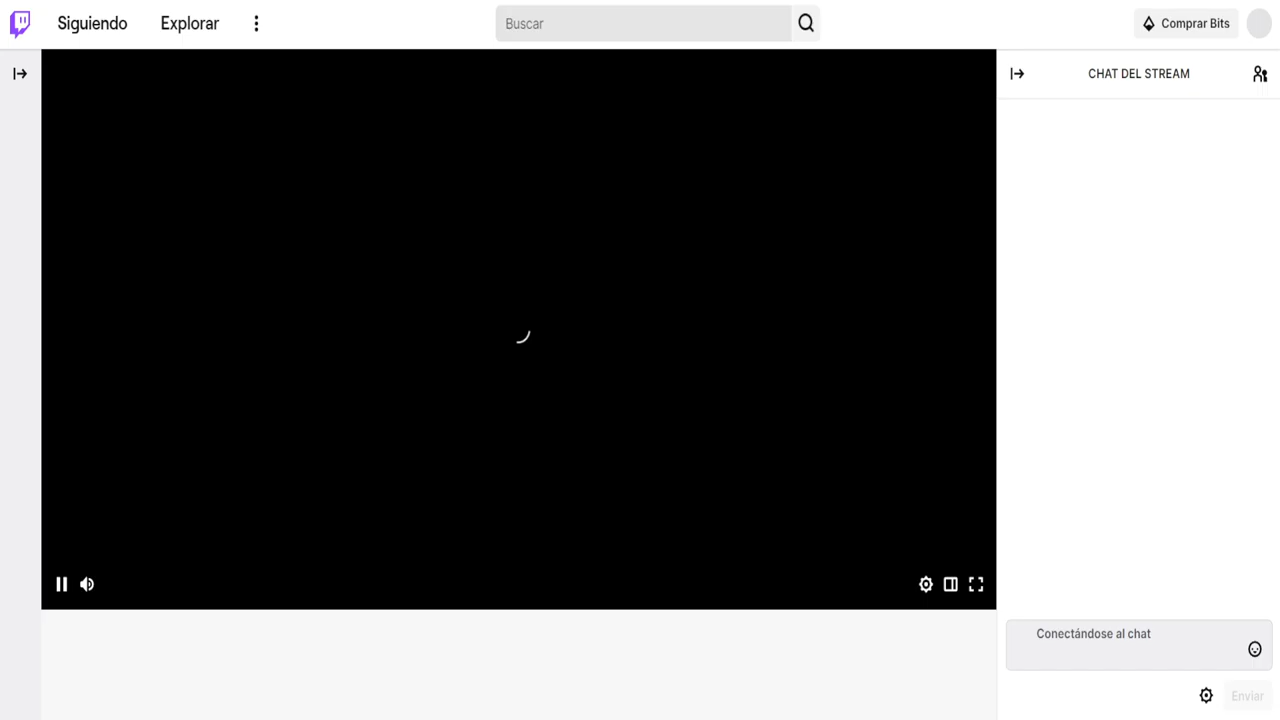 Siguiendo
Explorar
Buscar
Comprar Bits
CHAT DEL STREAM
Conectándose al chat
Enviar